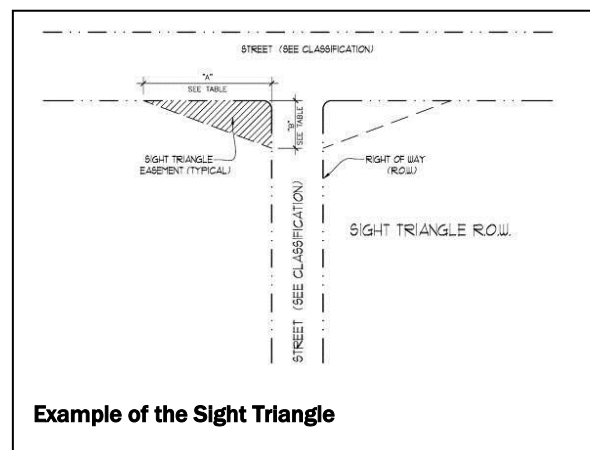 STREET (SEE CLASSIFICATION)
"A"
SEE TABLE
"B"
SEE TABLE
SIGHT TRIANGLE
EASEMENT (TYPICAL)
RIGHT OF WAY
(R.O.W.)
STREET (SEE CLASSIFICATION)
SIGHT TRIANGLE R.O.W.
Example of the Sight Triangle